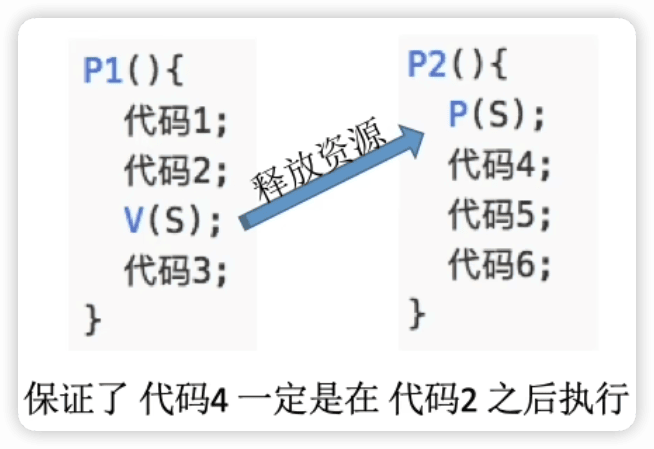 P1(){
代码1;
代码2;
V(S);
代码3;
}
释放资源
P2(){
P(S);
代码4;
代码5;
代码6;
}
保证了 代码4 一定是在 代码2 之后执行